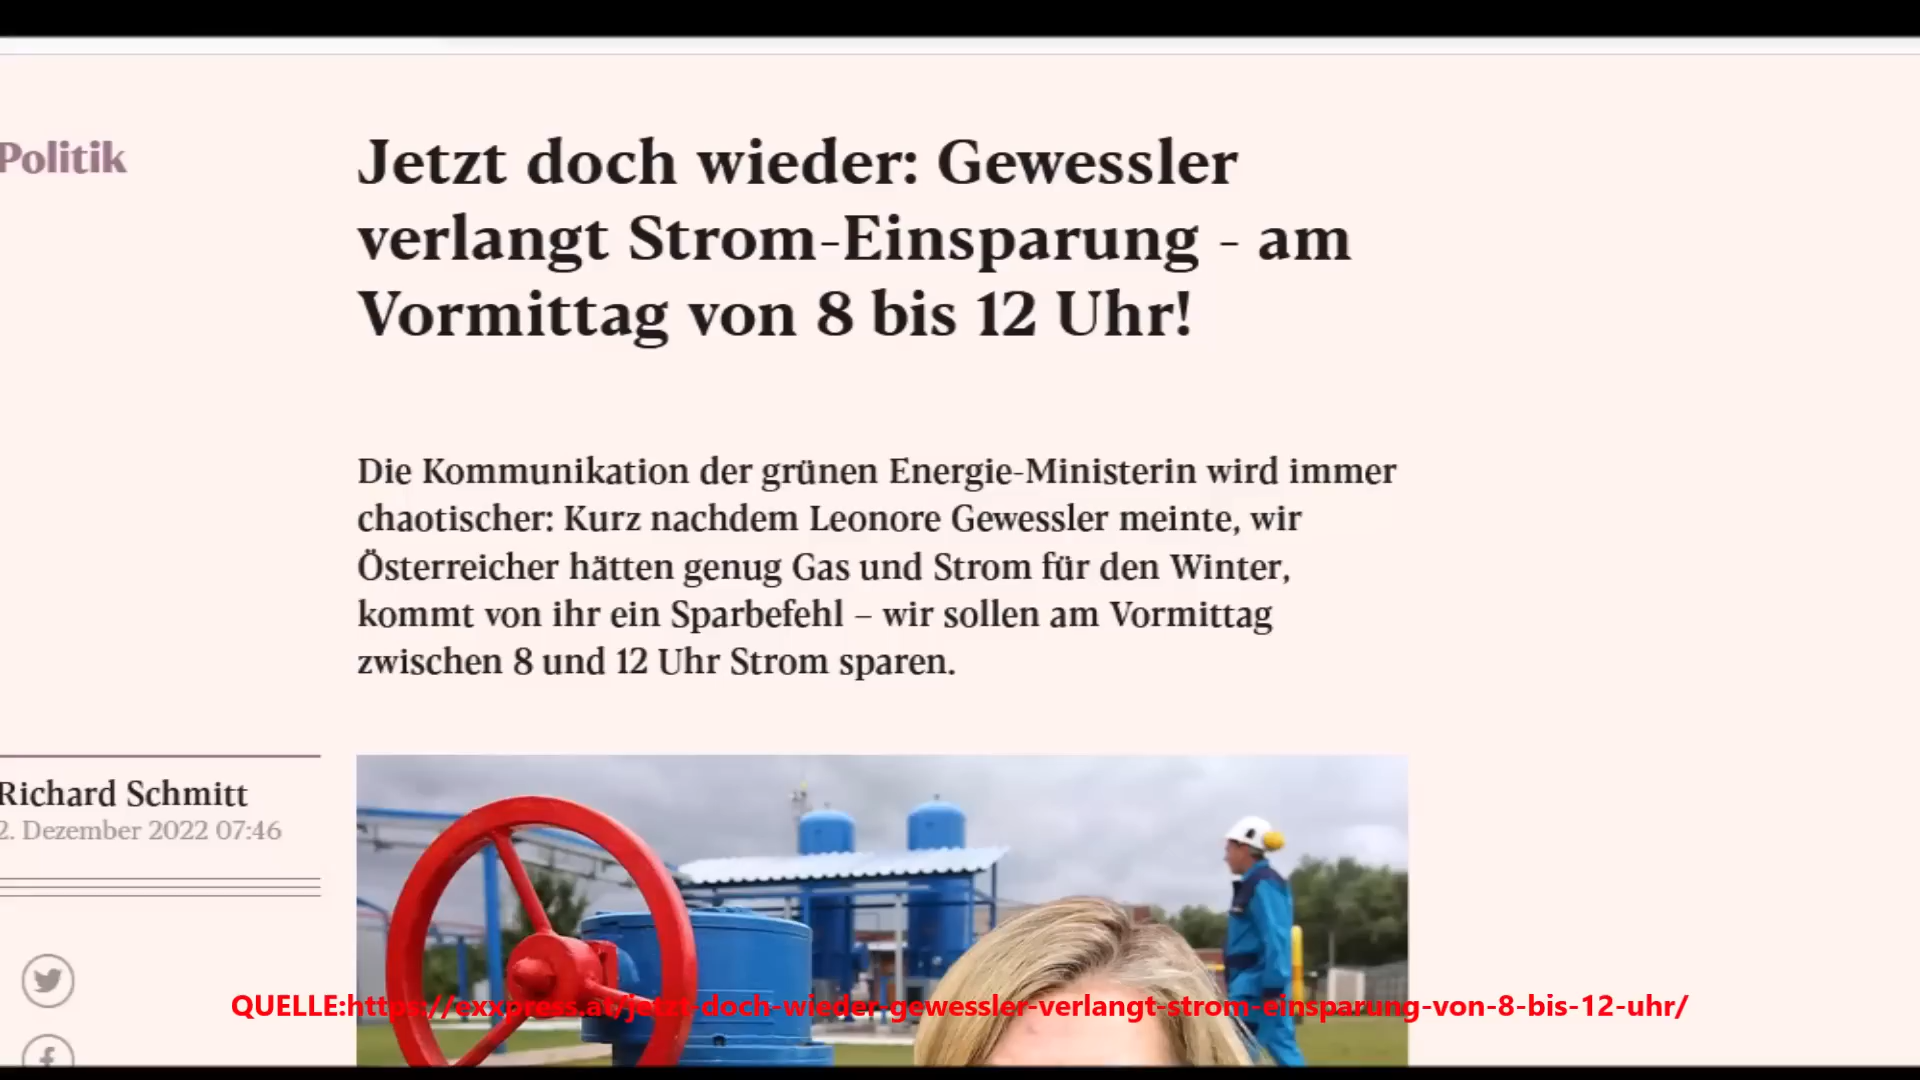 Politik
Jetzt doch wieder: Gewessler
verlangt Strom-Einsparung - am
Vormittag von 8 bis 12 Uhr!
Die Kommunikation der grünen Energie-Ministerin wird immer
chaotischer: Kurz nachdem Leonore Gewessler meinte, wir
Österreicher hätten genug Gas und Strom für den Winter,
kommt von ihr ein Sparbefehl – wir sollen am Vormittag
zwischen 8 und 12 Uhr Strom sparen.
Richard Schmitt
2. Dezember 2022 07:46
QUELLE:https://exxpress.at/jetzt-doch-wieder-gewessler-verlangt-strom-einsparung-von-8-bis-12-uhr/